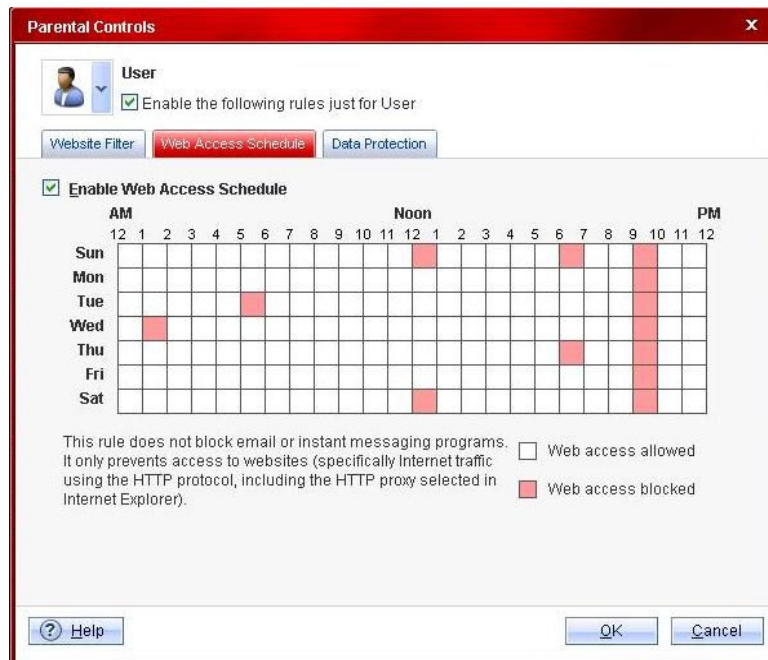 Parental Controls
x
User
Enable the following rules just for User
Website Filter Web Access Schedule Data Protection
Enable Web Access Schedule
AM Noon PM
12 1 2 3 4 5 6 7 8 9 10 11 12 1 2 3 4 5 6 7 8 9 10 11 12
Sun
Mon
Tue
Wed
Thu
Fri
Sat
This rule does not block email or instant messaging programs.
It only prevents access to websites (specifically Internet traffic
using the HTTP protocol, including the HTTP proxy selected in
Internet Explorer).
Web access allowed
Web access blocked
? Help OK Cancel